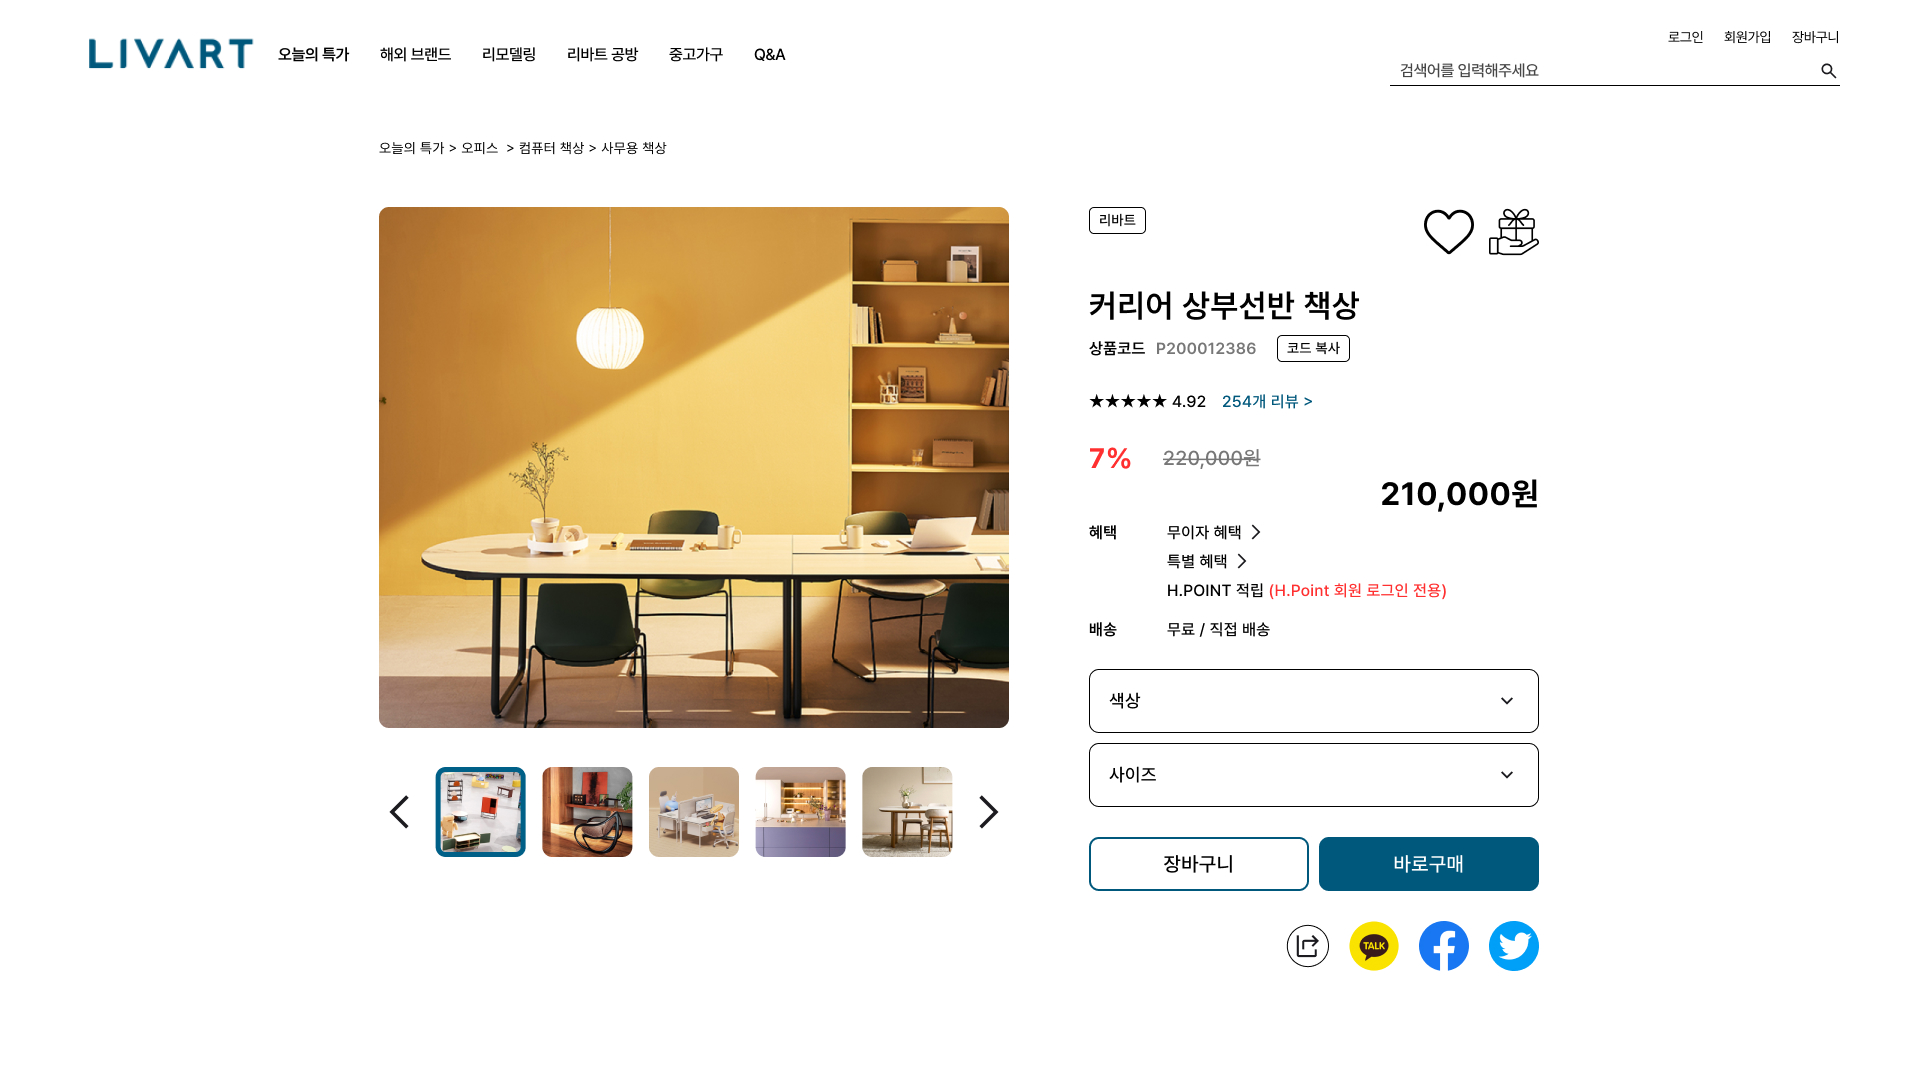 LIVART
오늘의 특가
해외 브랜드
리모델링
리바트 공방
중고가구
Q&A
로그인
회원가입
장바구니
검색어를 입력해주세요
오늘의 특가 > 오피스 > 컴퓨터 책상 > 사무용 책상
리바트
커리어 상부선반 책상
상품코드 P200012386 코드 복사
★★★★★ 4.92 254개 리뷰 >
7% 220,000원
210,000원
혜택 무이자 혜택 >
특별 혜택 >
H.POINT 적립 (H.Point 회원 로그인 전용)
배송 무료 / 직접 배송
색상
사이즈
장바구니
바로구매
TALK